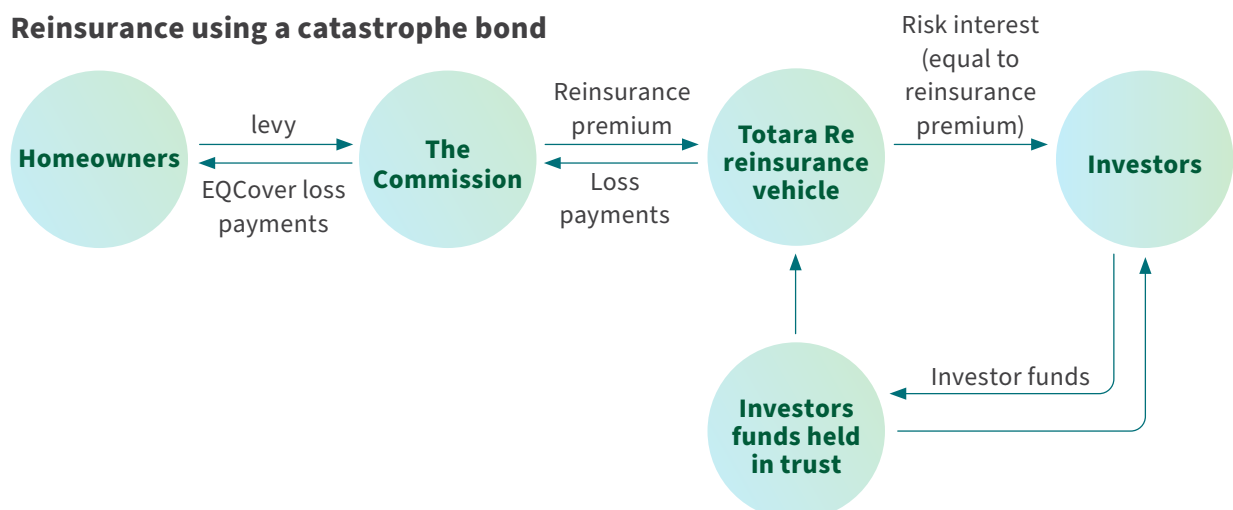 Reinsurance using a catastrophe bond
Homeowners
levy
EQCover loss
payments
The
Commission
Reinsurance
premium
Loss
payments
Totara Re
reinsurance
vehicle
Risk interest
(equal to
reinsurance
premium)
Investors
Investor funds
Investors
funds held
in trust